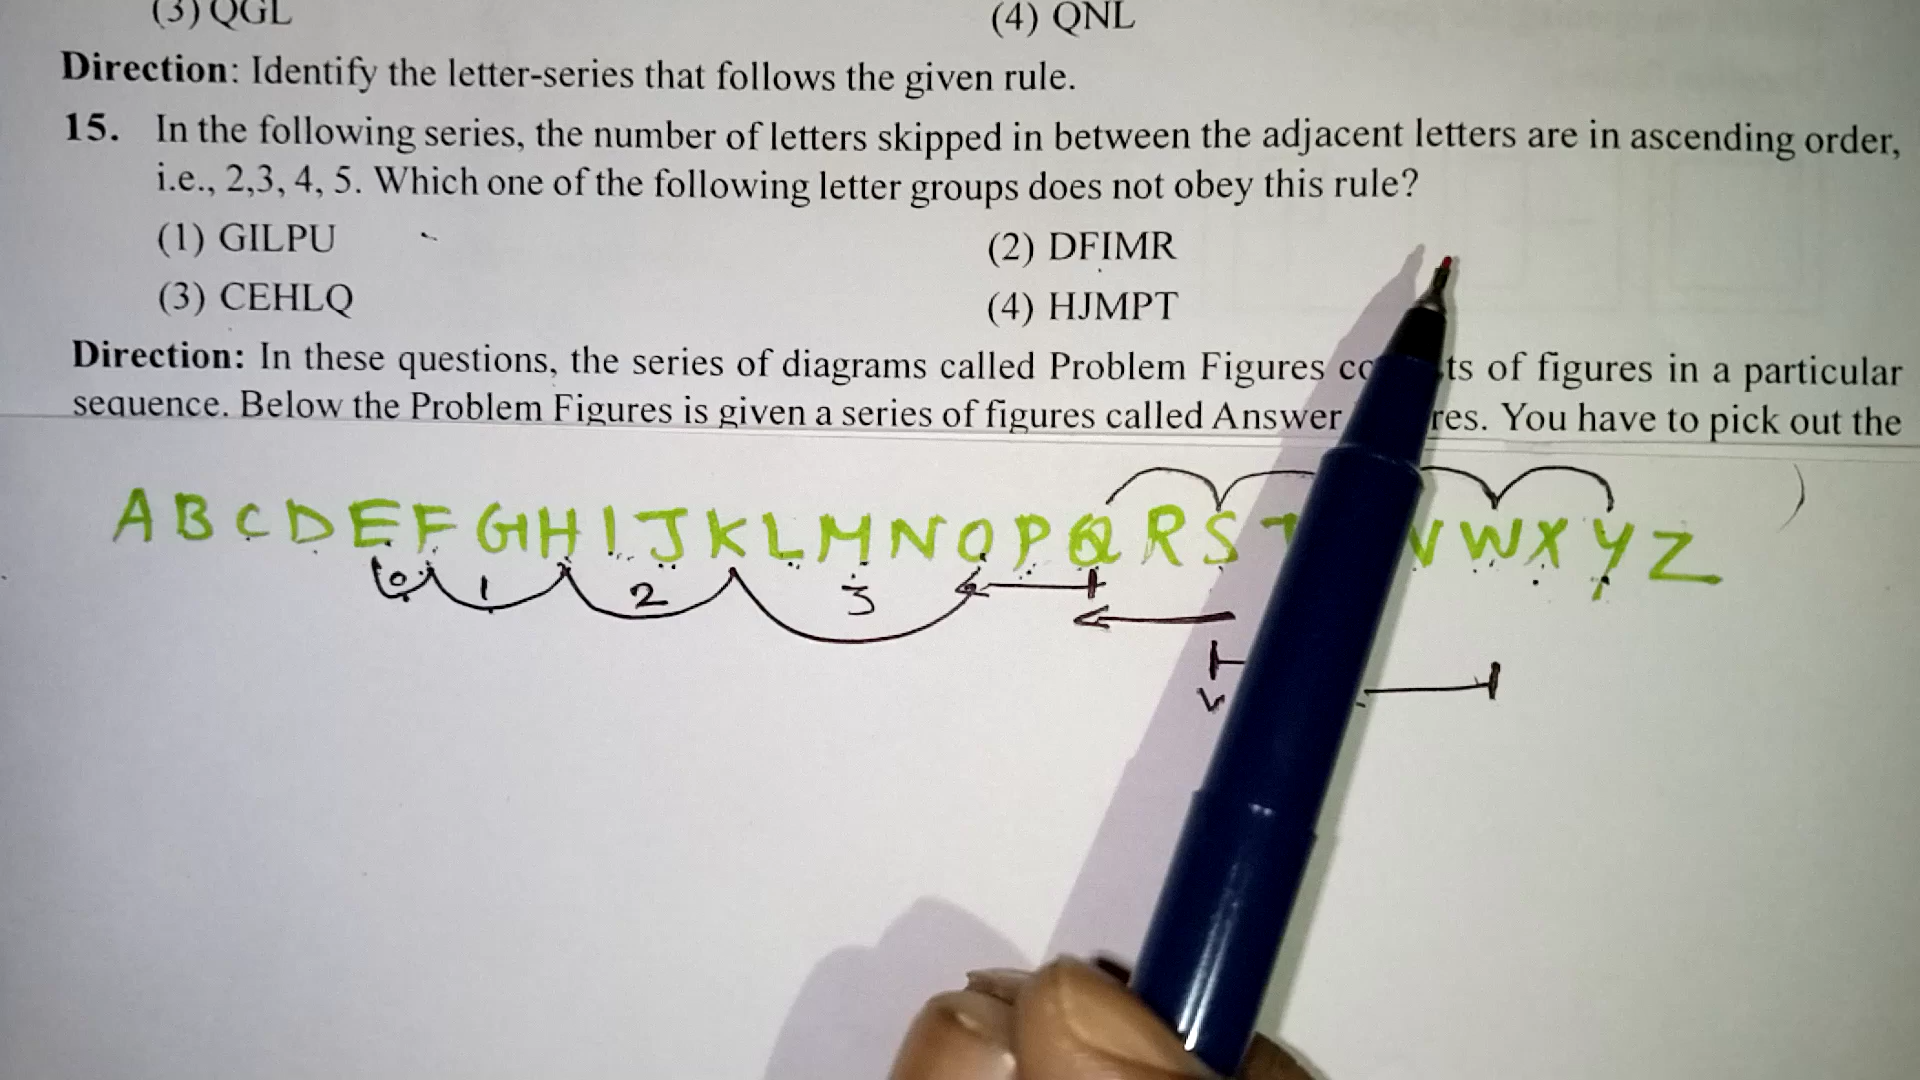 (3) QGL (4) QNL
Direction: Identify the letter-series that follows the given rule.
15. In the following series, the number of letters skipped in between the adjacent letters are in ascending order,
i.e., 2,3, 4, 5. Which one of the following letter groups does not obey this rule?
(1) GILPU (2) DFIMR
(3) CEHLQ (4) HJMPT
Direction: In these questions, the series of diagrams called Problem Figures ts of figures in a particular
sequence. Below the Problem Figures is given a series of figures called Answer res. You have to pick out the
A B C D E F G H I J K L M N O P Q R S T V W X Y Z
0 1 2 3